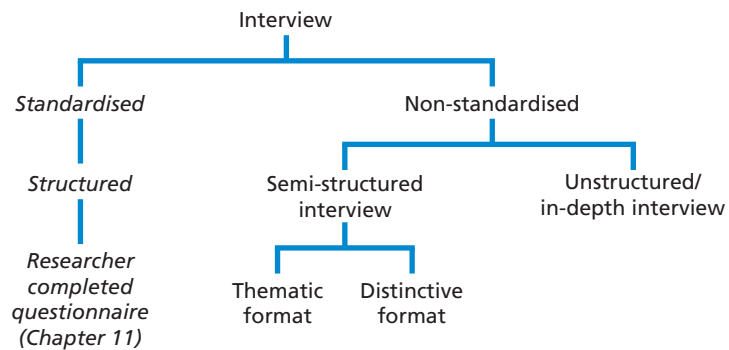 Interview
Standardised
Non-standardised
Structured
Semi-structured
interview
Unstructured/
in-depth interview
Researcher
completed
questionnaire
(Chapter 11)
Thematic
format
Distinctive
format